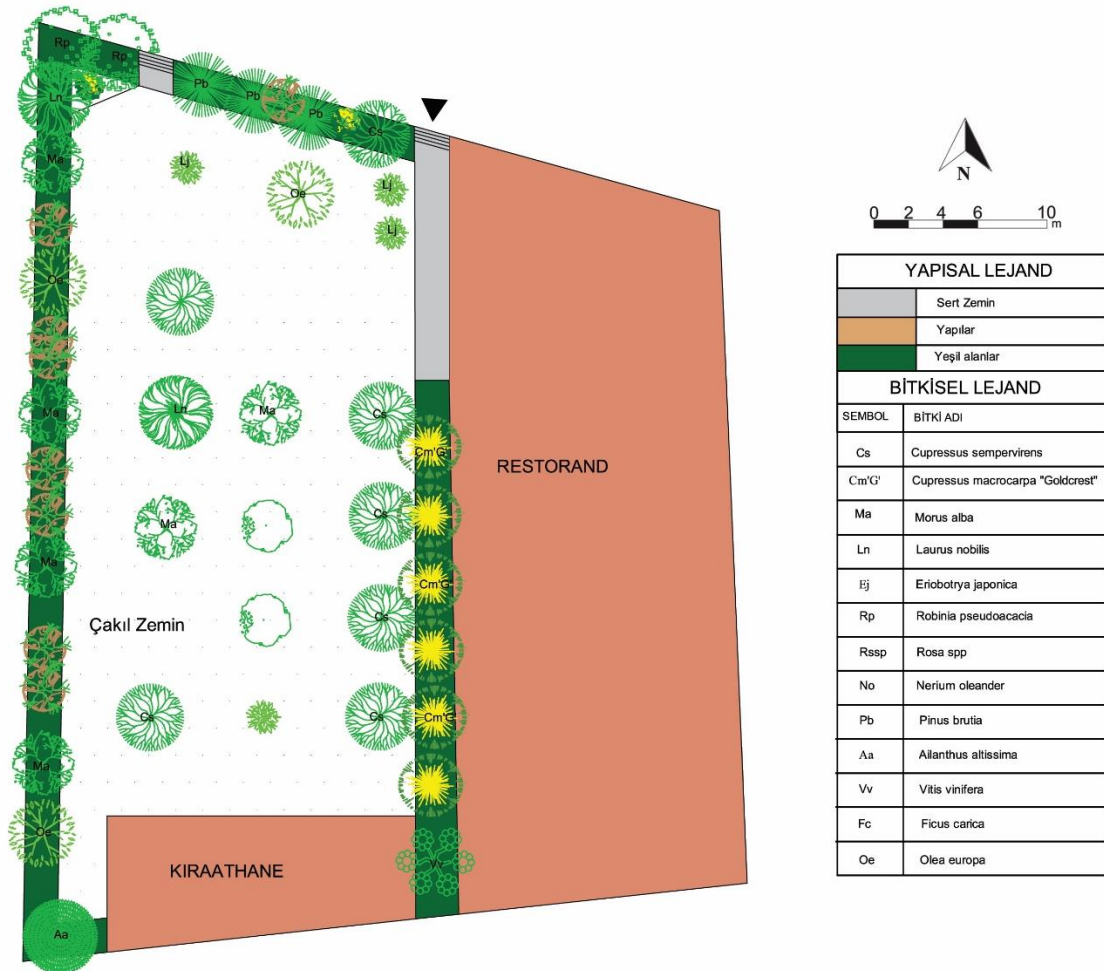 Rp
Rp
Ln
Pb
Pb
Pb
Cs
Ma
Lj
Oe
Lj
Lj
Oe
Ma
Ln
Ma
Cs
Cm'G'
Ma
Cs
Ma
Cm'G'
Cs
Çakıl Zemin
Cs
Cs
Cm'G'
Ma
Oe
Vv
Aa
RESTORAND
KIRAATHANE
N
0 2 4 6 10
m
YAPISAL LEJAND
Sert Zemin
Yapılar
Yeşil alanlar
BİTKİSEL LEJAND
SEMBOL BİTKİ ADI
Cs Cupressus sempervirens
Cm'G' Cupressus macrocarpa "Goldcrest"
Ma Morus alba
Ln Laurus nobilis
Ej Eriobotrya japonica
Rp Robinia pseudoacacia
Rssp Rosa spp
No Nerium oleander
Pb Pinus brutia
Aa Ailanthus altissima
Vv Vitis vinifera
Fc Ficus carica
Oe Olea europa